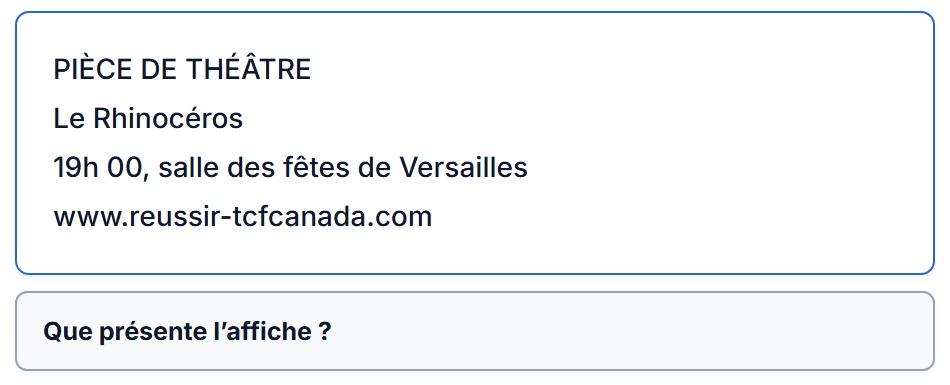 PIÈCE DE THÉÂTRE
Le Rhinocéros
19h 00, salle des fêtes de Versailles
www.reussir-tcfcanada.com
Que présente l’affiche ?